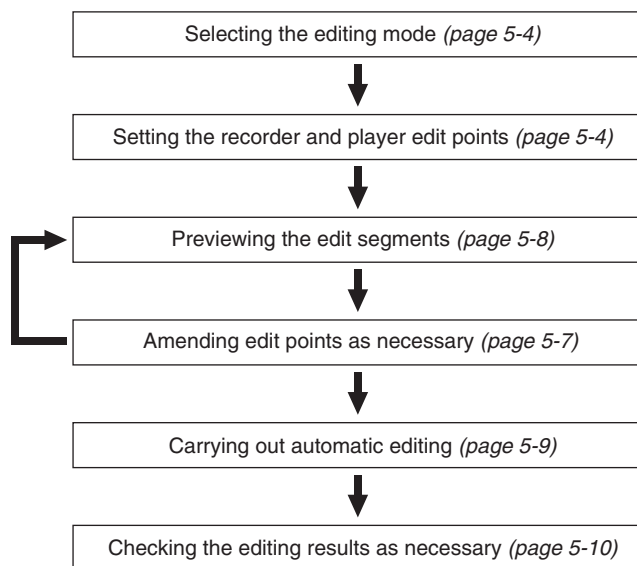 Selecting the editing mode (page 5-4)
Setting the recorder and player edit points (page 5-4)
Previewing the edit segments (page 5-8)
Amending edit points as necessary (page 5-7)
Carrying out automatic editing (page 5-9)
Checking the editing results as necessary (page 5-10)